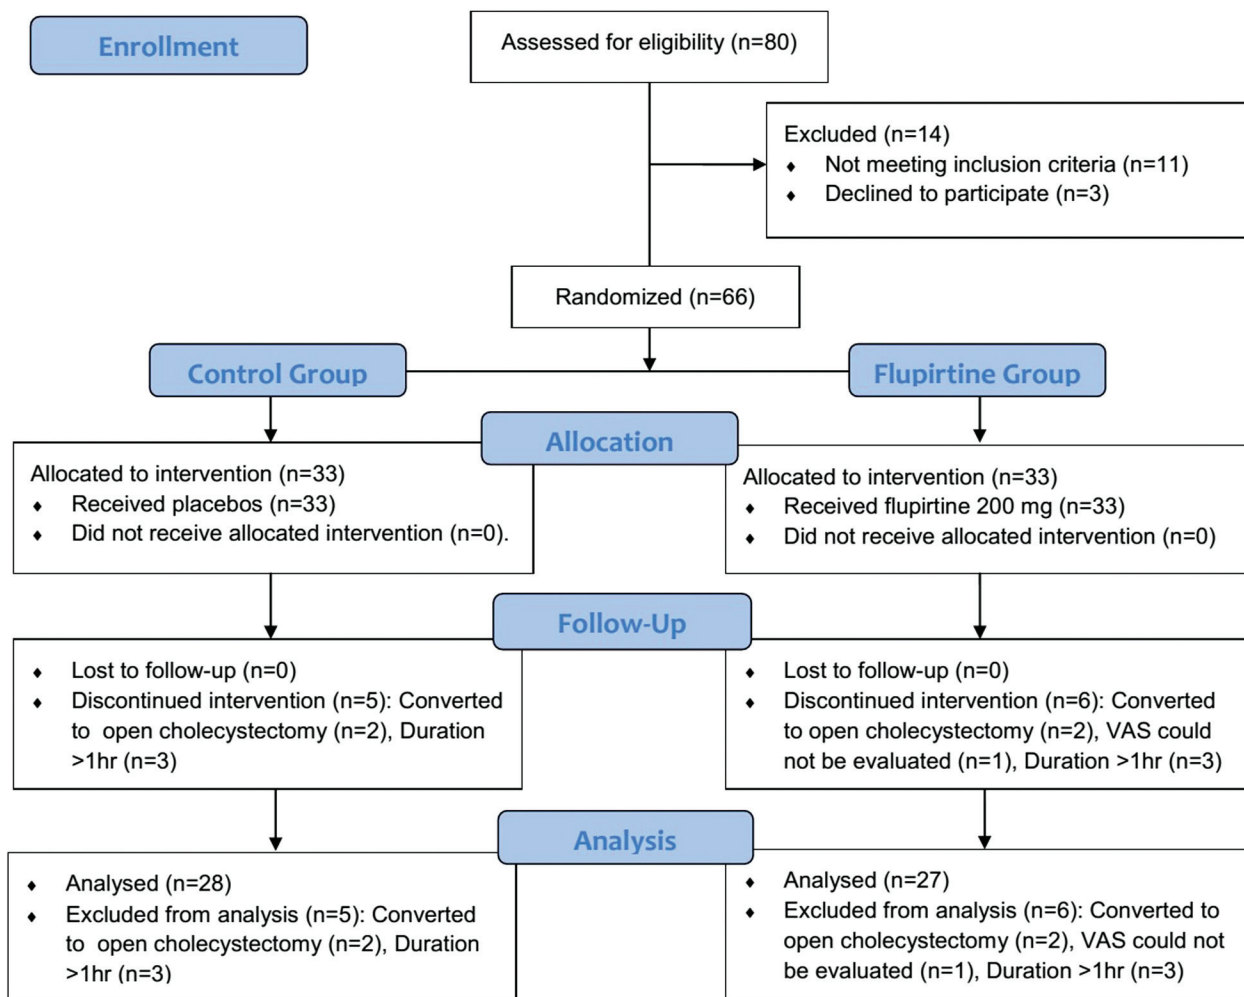 Enrollment
Assessed for eligibility (n=80)
Excluded (n=14)
♦ Not meeting inclusion criteria (n=11)
♦ Declined to participate (n=3)
Randomized (n=66)
Control Group
Flupirtine Group
Allocation
Allocated to intervention (n=33)
♦ Received placebos (n=33)
♦ Did not receive allocated intervention (n=0).
Allocated to intervention (n=33)
♦ Received flupirtine 200 mg (n=33)
♦ Did not receive allocated intervention (n=0)
Follow-Up
♦ Lost to follow-up (n=0)
♦ Discontinued intervention (n=5): Converted
to open cholecystectomy (n=2), Duration
>1hr (n=3)
♦ Lost to follow-up (n=0)
♦ Discontinued intervention (n=6): Converted
to open cholecystectomy (n=2), VAS could
not be evaluated (n=1), Duration >1hr (n=3)
Analysis
♦ Analysed (n=28)
♦ Excluded from analysis (n=5): Converted
to open cholecystectomy (n=2), Duration
>1hr (n=3)
♦ Analysed (n=27)
♦ Excluded from analysis (n=6): Converted to
open cholecystectomy (n=2), VAS could not
be evaluated (n=1), Duration >1hr (n=3)